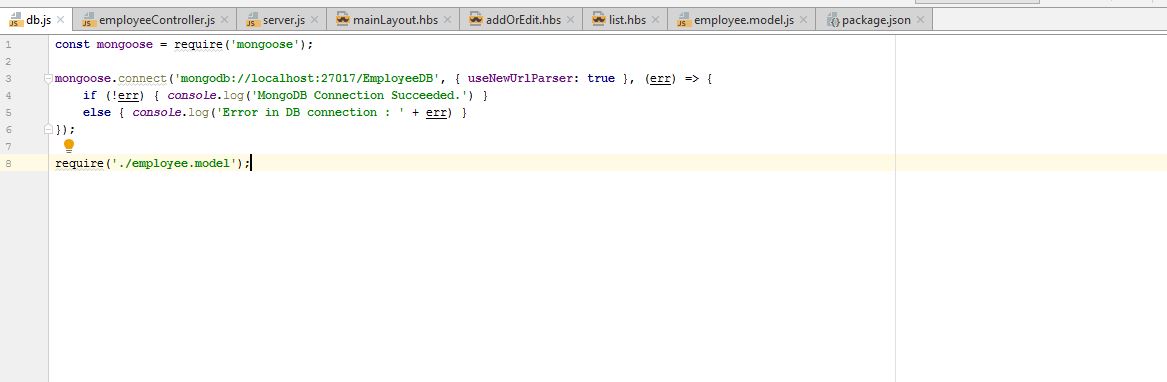 db.js employeeController.js server.js mainLayout.hbs addOrEdit.hbs list.hbs employee.model.js package.json
1 const mongoose = require('mongoose');
2
3 mongoose.connect('mongodb://localhost:27017/EmployeeDB', { useNewUrlParser: true }, (err) => {
4     if (!err) { console.log('MongoDB Connection Succeeded.') }
5     else { console.log('Error in DB connection : ' + err) }
6 });
7
8 require('./employee.model');